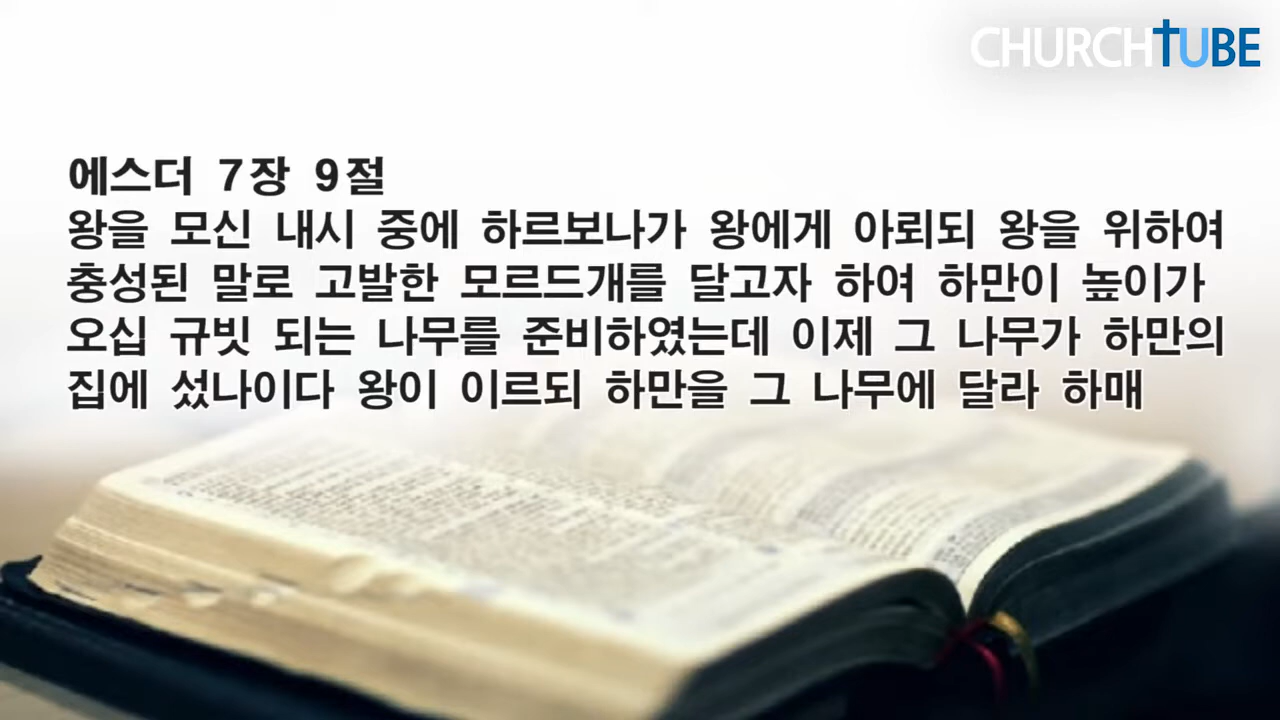 CHURCHTUBE
에스더 7장 9절
왕을 모신 내시 중에 하르보나가 왕에게 아뢰되 왕을 위하여
충성된 말로 고발한 모르드개를 달고자 하여 하만이 높이가
오십 규빗 되는 나무를 준비하였는데 이제 그 나무가 하만의
집에 섰나이다 왕이 이르되 하만을 그 나무에 달라 하매